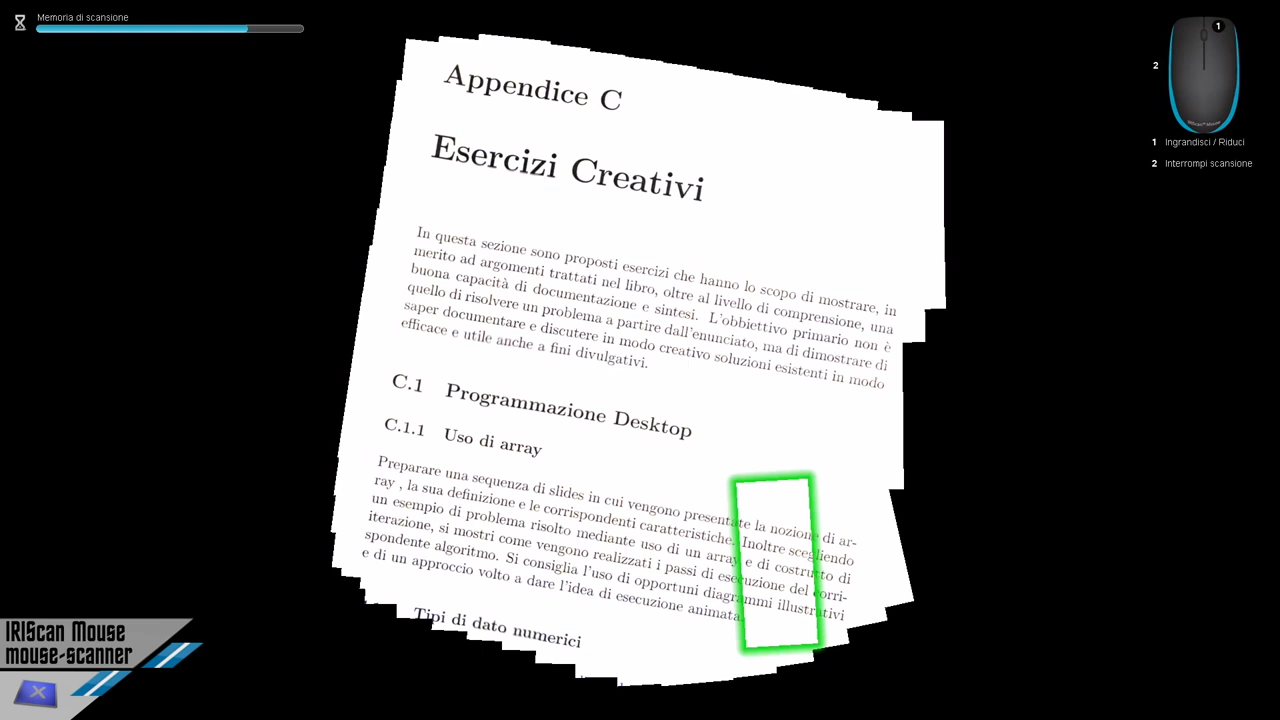 Memoria di scansione
1
2
IRIScan Mouse
1 Ingrandisci / Riduci
2 Interrompi scansione
Appendice C
Esercizi Creativi
In questa sezione sono proposti esercizi che hanno lo scopo di mostrare, in
merito ad argomenti trattati nel libro, oltre al livello di comprensione, una
buona capacità di documentazione e sintesi. L'obbiettivo primario non è
quello di risolvere un problema a partire dall'enunciato, ma di dimostrare di
saper documentare e discutere in modo creativo soluzioni esistenti in modo
efficace e utile anche a fini divulgativi.
C.1 Programmazione Desktop
C.1.1 Uso di array
Preparare una sequenza di slides in cui vengono presentate la nozione di ar-
ray , la sua definizione e le corrispondenti caratteristiche. Inoltre scegliendo
un esempio di problema risolto mediante uso di un array e di costrutto di
iterazione, si mostri come vengono realizzati i passi di esecuzione del corri-
spondente algoritmo. Si consiglia l'uso di opportuni diagrammi illustrativi
e di un approccio volto a dare l'idea di esecuzione animata.
Tipi di dato numerici
IRIScan Mouse
mouse-scanner